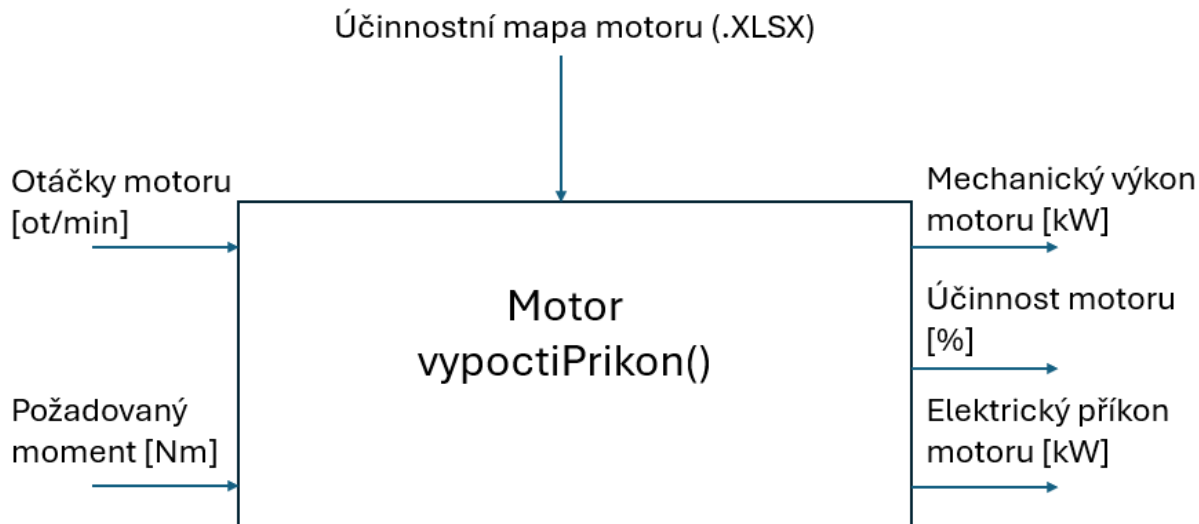 Účinnostní mapa motoru (.XLSX)
Otáčky motoru
[ot/min]
Požadovaný
moment [Nm]
Motor
vypoctiPrikon()
Mechanický výkon
motoru [kW]
Účinnost motoru
[%]
Elektrický příkon
motoru [kW]